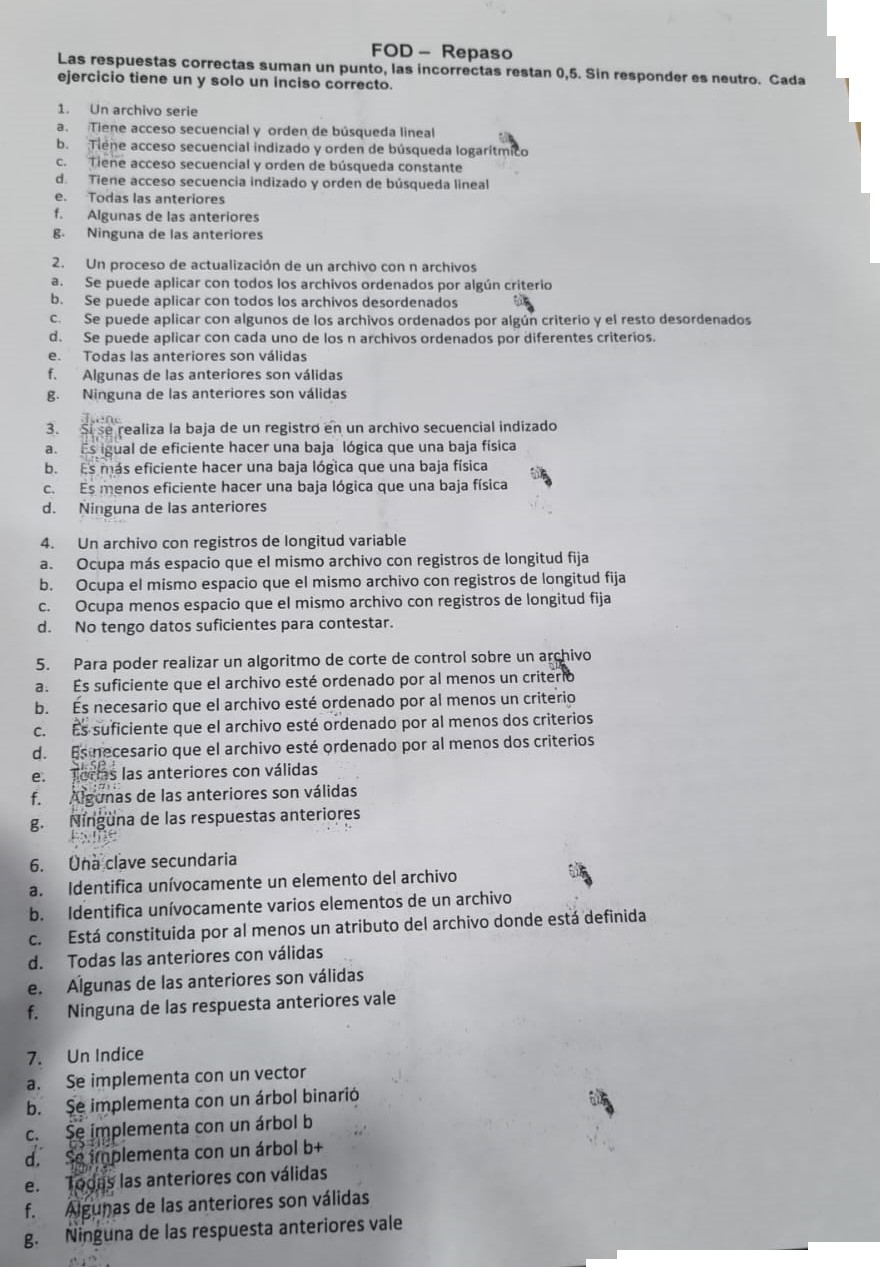 FOD – Repaso
Las respuestas correctas suman un punto, las incorrectas restan 0,5. Sin responder es neutro. Cada
ejercicio tiene un y solo un inciso correcto.
1. Un archivo serie
a. Tiene acceso secuencial y orden de búsqueda lineal
b. Tiene acceso secuencial indizado y orden de búsqueda logarítmico
c. Tiene acceso secuencial y orden de búsqueda constante
d. Tiene acceso secuencia indizado y orden de búsqueda lineal
e. Todas las anteriores
f. Algunas de las anteriores
g. Ninguna de las anteriores
2. Un proceso de actualización de un archivo con n archivos
a. Se puede aplicar con todos los archivos ordenados por algún criterio
b. Se puede aplicar con todos los archivos desordenados
c. Se puede aplicar con algunos de los archivos ordenados por algún criterio y el resto desordenados
d. Se puede aplicar con cada uno de los n archivos ordenados por diferentes criterios.
e. Todas las anteriores son válidas
f. Algunas de las anteriores son válidas
g. Ninguna de las anteriores son válidas
3. Si se realiza la baja de un registro en un archivo secuencial indizado
a. Es igual de eficiente hacer una baja lógica que una baja física
b. Es más eficiente hacer una baja lógica que una baja física
c. Es menos eficiente hacer una baja lógica que una baja física
d. Ninguna de las anteriores
4. Un archivo con registros de longitud variable
a. Ocupa más espacio que el mismo archivo con registros de longitud fija
b. Ocupa el mismo espacio que el mismo archivo con registros de longitud fija
c. Ocupa menos espacio que el mismo archivo con registros de longitud fija
d. No tengo datos suficientes para contestar.
5. Para poder realizar un algoritmo de corte de control sobre un archivo
a. Es suficiente que el archivo esté ordenado por al menos un criterio
b. Es necesario que el archivo esté ordenado por al menos un criterio
c. Es suficiente que el archivo esté ordenado por al menos dos criterios
d. Es necesario que el archivo esté ordenado por al menos dos criterios
e. Todas las anteriores con válidas
f. Algunas de las anteriores son válidas
g. Ninguna de las respuestas anteriores
6. Una clave secundaria
a. Identifica unívocamente un elemento del archivo
b. Identifica unívocamente varios elementos de un archivo
c. Está constituida por al menos un atributo del archivo donde está definida
d. Todas las anteriores con válidas
e. Algunas de las anteriores son válidas
f. Ninguna de las respuesta anteriores vale
7. Un Indice
a. Se implementa con un vector
b. Se implementa con un árbol binario
c. Se implementa con un árbol b
d. Se implementa con un árbol b+
e. Todas las anteriores con válidas
f. Algunas de las anteriores son válidas
g. Ninguna de las respuesta anteriores vale